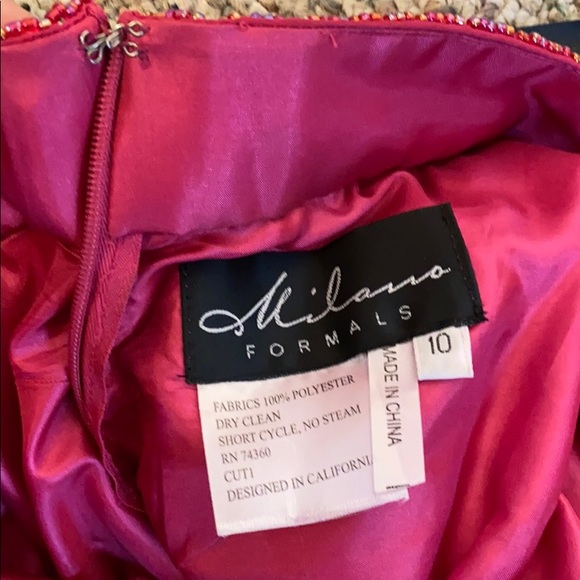 Milano
FORMALS
10
MADE IN CHINA
FABRICS 100% POLYESTER
DRY CLEAN
SHORT CYCLE, NO STEAM
RN 74360
CUT1
DESIGNED IN CALIFORNI